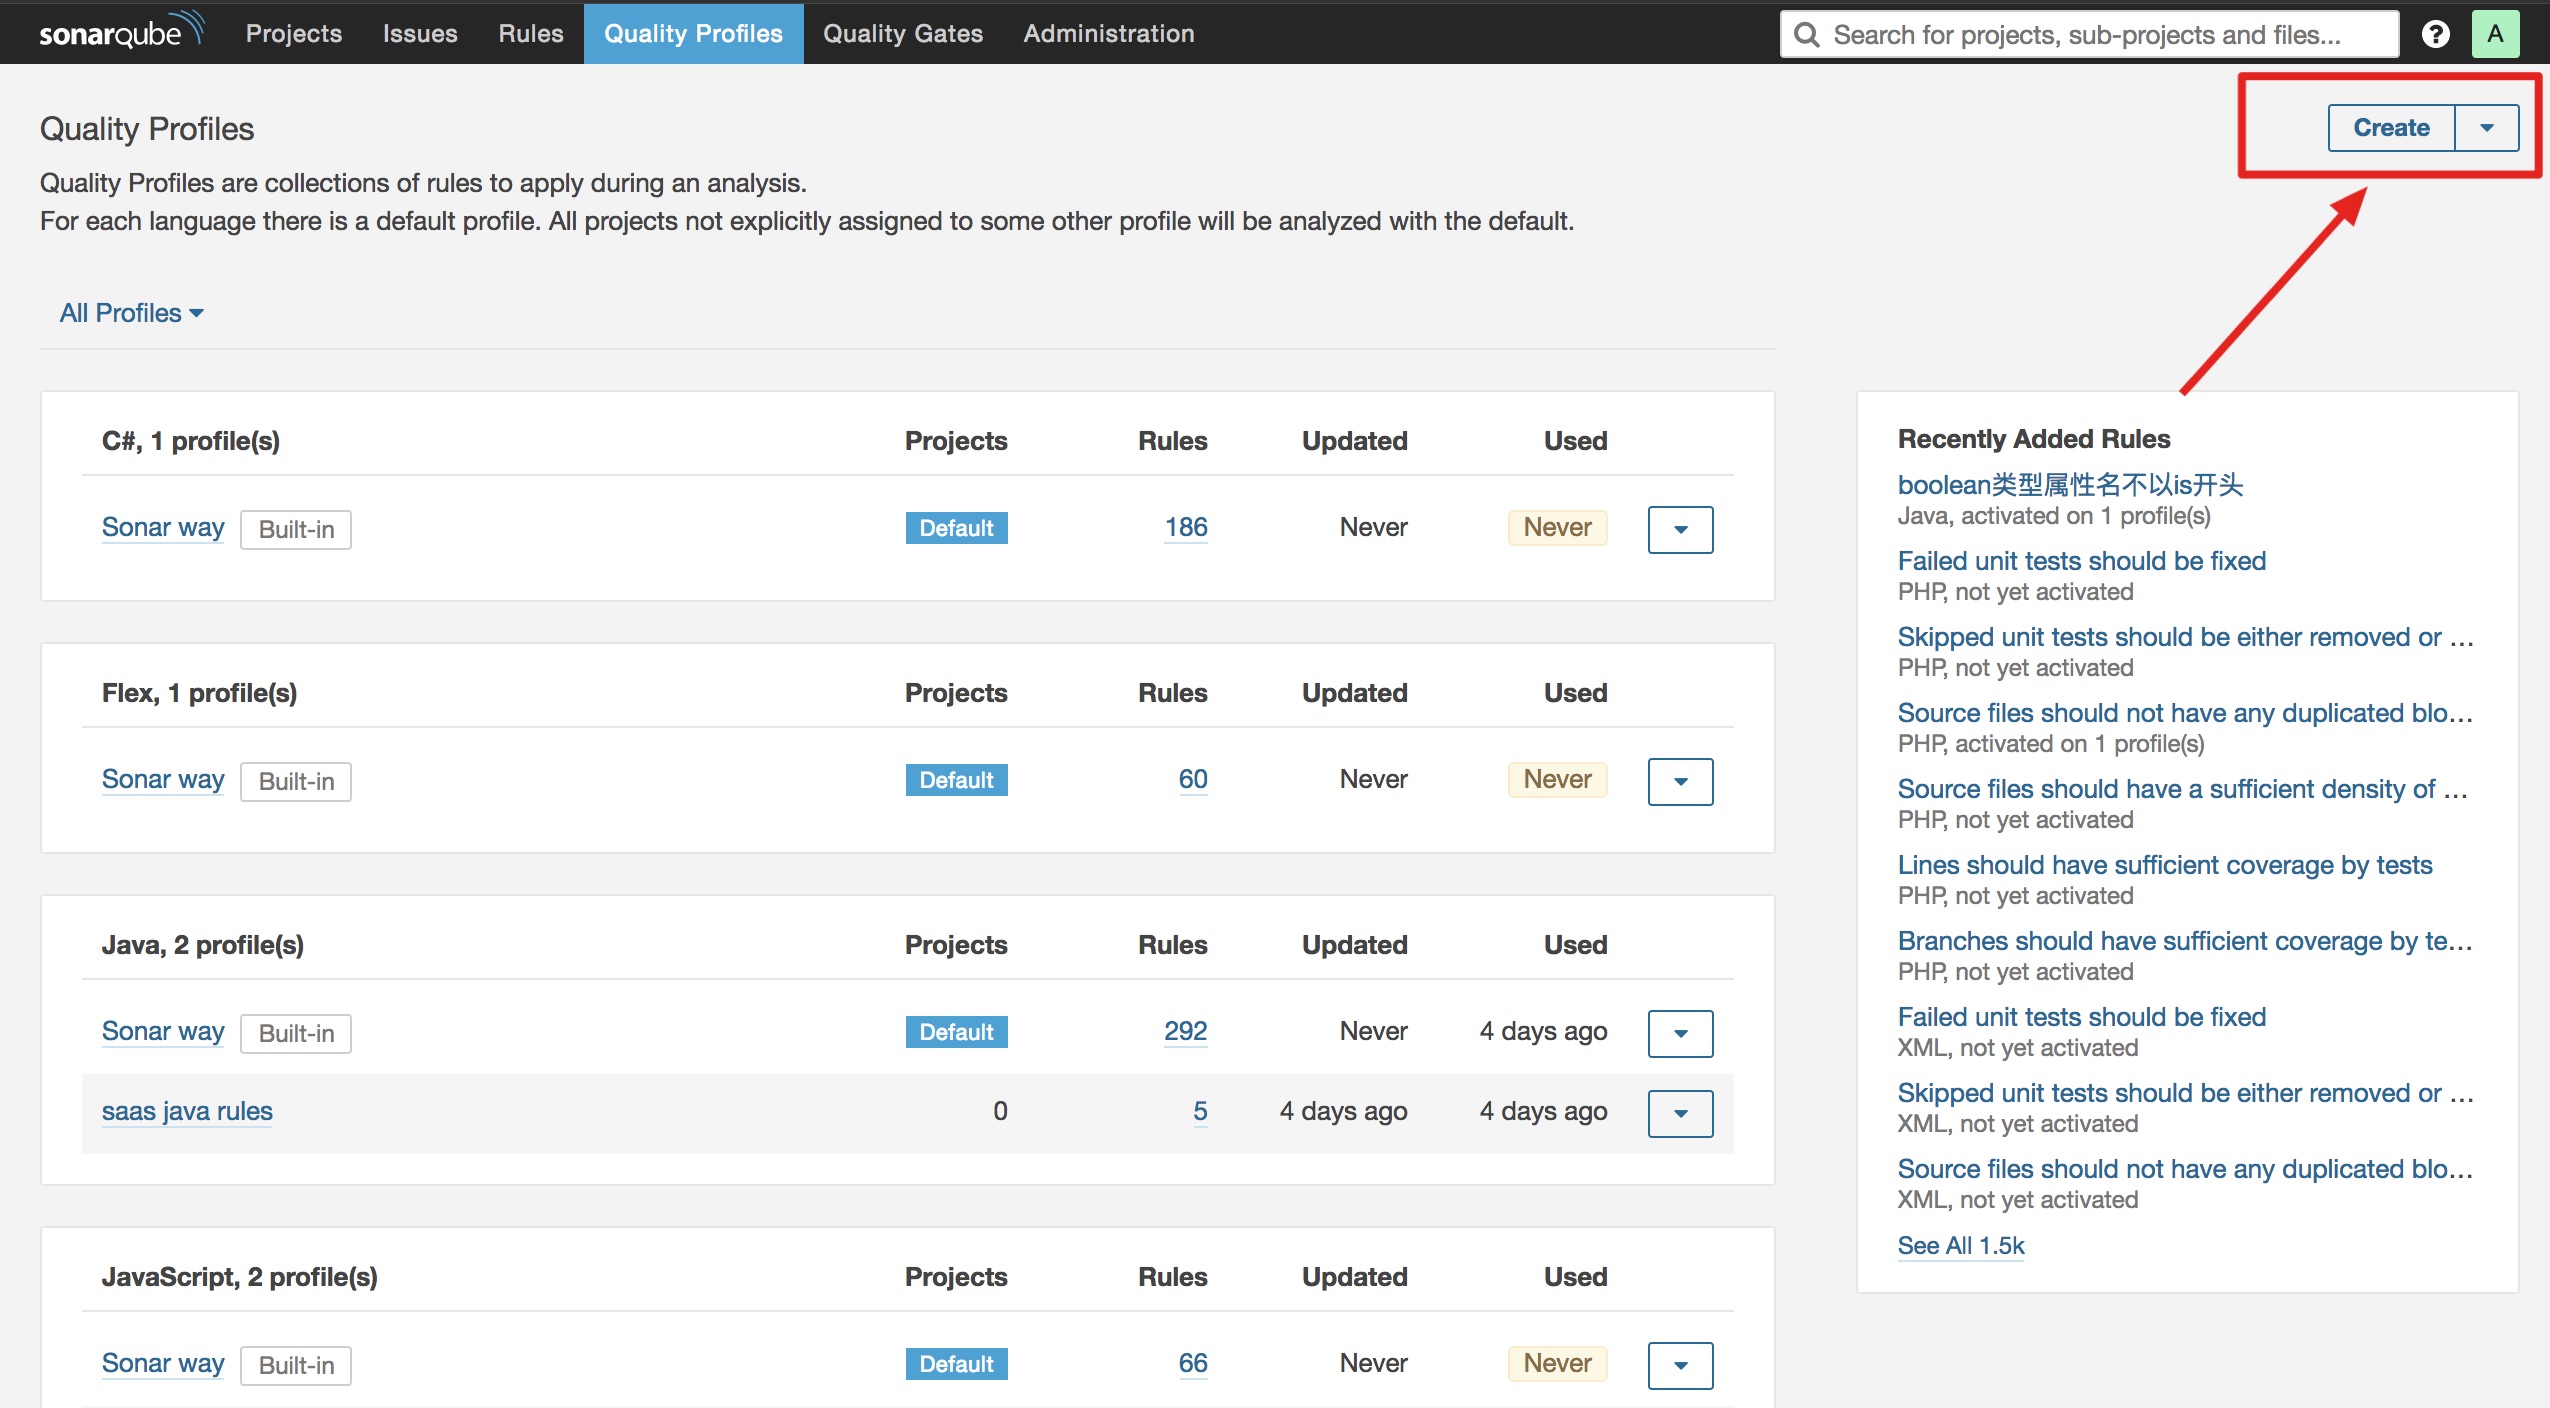 sonarqube Projects Issues Rules Quality Profiles Quality Gates Administration Search for projects, sub-projects and files... ? A
Quality Profiles
Create
Quality Profiles are collections of rules to apply during an analysis.
For each language there is a default profile. All projects not explicitly assigned to some other profile will be analyzed with the default.
All Profiles
C#, 1 profile(s) Projects Rules Updated Used
Sonar way Built-in Default 186 Never Never
Flex, 1 profile(s) Projects Rules Updated Used
Sonar way Built-in Default 60 Never Never
Java, 2 profile(s) Projects Rules Updated Used
Sonar way Built-in Default 292 Never 4 days ago
saas java rules 0 5 4 days ago 4 days ago
JavaScript, 2 profile(s) Projects Rules Updated Used
Sonar way Built-in Default 66 Never Never
Recently Added Rules
boolean类型属性名不以is开头
Java, activated on 1 profile(s)
Failed unit tests should be fixed
PHP, not yet activated
Skipped unit tests should be either removed or ...
PHP, not yet activated
Source files should not have any duplicated blo...
PHP, activated on 1 profile(s)
Source files should have a sufficient density of ...
PHP, not yet activated
Lines should have sufficient coverage by tests
PHP, not yet activated
Branches should have sufficient coverage by te...
PHP, not yet activated
Failed unit tests should be fixed
XML, not yet activated
Skipped unit tests should be either removed or ...
XML, not yet activated
Source files should not have any duplicated blo...
XML, not yet activated
See All 1.5k